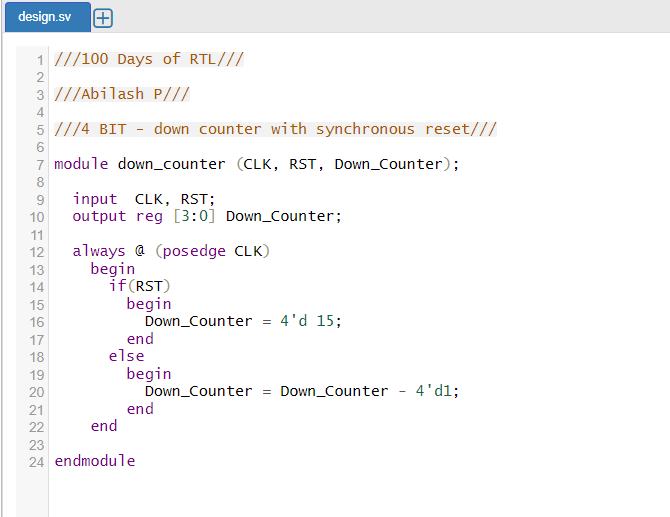 design.sv
1 ///100 Days of RTL///
2
3 ///Abilash P///
4
5 ///4 BIT - down counter with synchronous reset///
6
7 module down_counter (CLK, RST, Down_Counter);
8
9   input  CLK, RST;
10   output reg [3:0] Down_Counter;
11
12   always @ (posedge CLK)
13     begin
14       if(RST)
15         begin
16           Down_Counter = 4'd 15;
17         end
18       else
19         begin
20           Down_Counter = Down_Counter - 4'd1;
21         end
22     end
23
24 endmodule